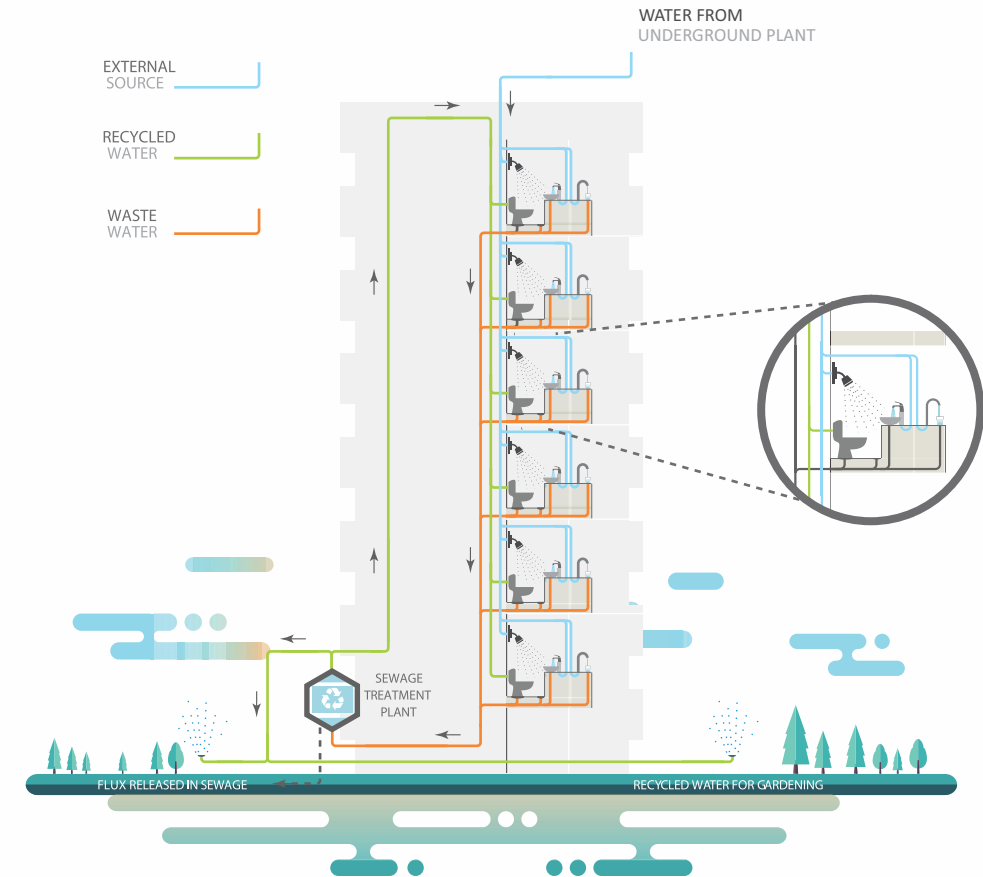 WATER FROM
UNDERGROUND PLANT
EXTERNAL
SOURCE
RECYCLED
WATER
WASTE
WATER
SEWAGE
TREATMENT
PLANT
FLUX RELEASED IN SEWAGE
RECYCLED WATER FOR GARDENING